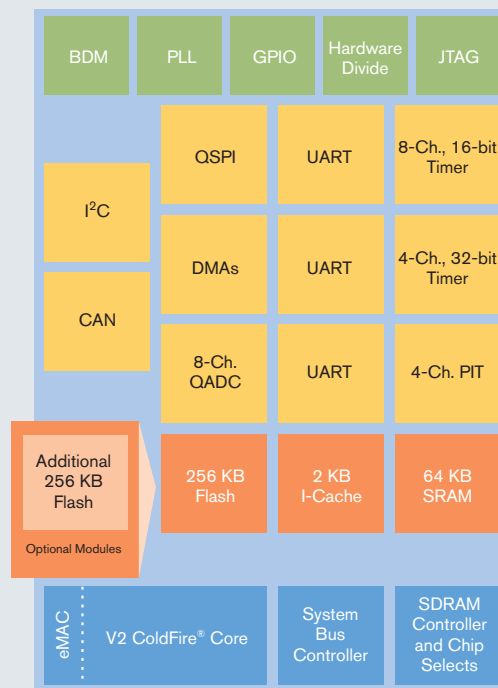 BDM
PLL
GPIO
Hardware
Divide
JTAG
QSPI
UART
8-Ch., 16-bit
Timer
I²C
DMAs
UART
4-Ch., 32-bit
Timer
CAN
8-Ch.
QADC
UART
4-Ch. PIT
Additional
256 KB
Flash
Optional Modules
256 KB
Flash
2 KB
I-Cache
64 KB
SRAM
eMAC
V2 ColdFire® Core
System
Bus
Controller
SDRAM
Controller
and Chip
Selects